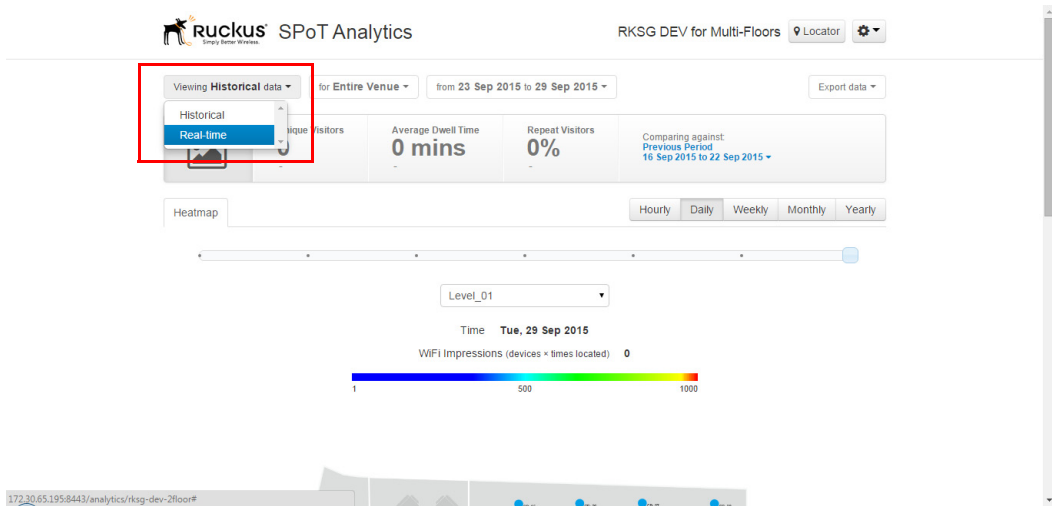 Ruckus
Simply Better Wireless.
SPoT Analytics
RKSG DEV for Multi-Floors
Locator
Viewing Historical data
for Entire Venue
from 23 Sep 2015 to 29 Sep 2015
Export data
Historical
Real-time
Visitors
0
-
Average Dwell Time
0 mins
-
Repeat Visitors
0%
-
Comparing against:
Previous Period
16 Sep 2015 to 22 Sep 2015
Heatmap
Hourly
Daily
Weekly
Monthly
Yearly
Level_01
Time Tue, 29 Sep 2015
WiFi Impressions (devices × times located) 0
1 500 1000
172.30.65.195:8443/analytics/rksg-dev-2floor#